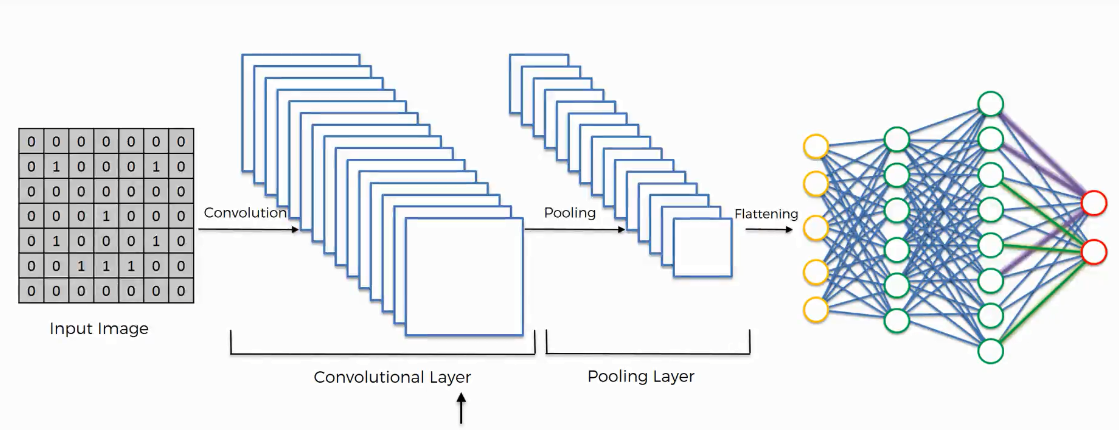 0 0 0 0 0 0 0
0 1 0 0 0 1 0
0 0 0 0 0 0 0
0 0 0 1 0 0 0
0 1 0 0 0 1 0
0 0 1 1 1 0 0
0 0 0 0 0 0 0
Input Image
Convolution
Convolutional Layer
Pooling
Pooling Layer
Flattening